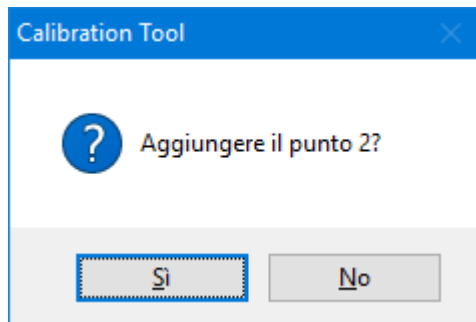 Calibration Tool
Aggiungere il punto 2?
Sì
No